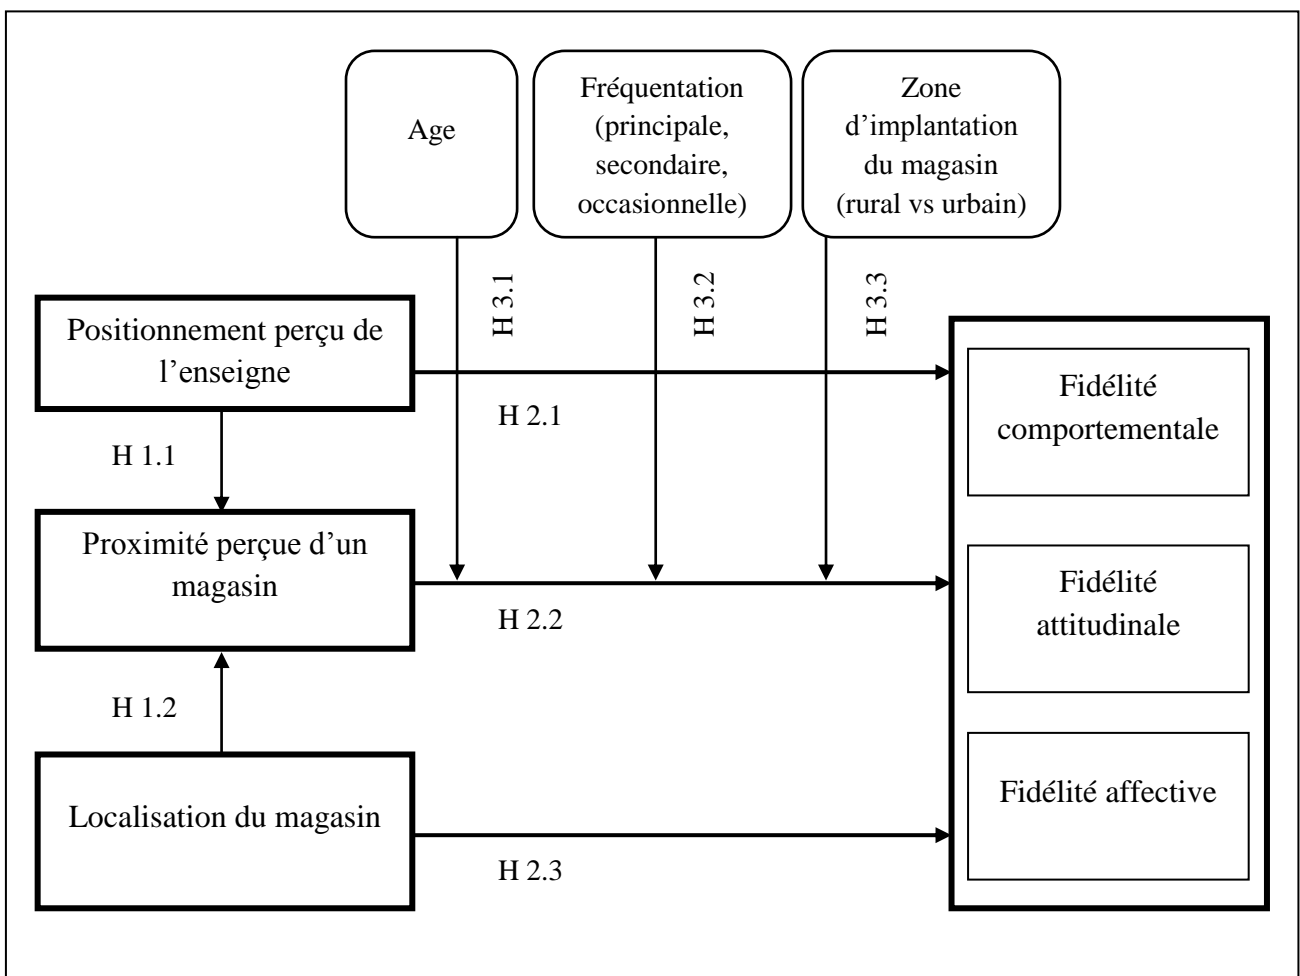 Age
Fréquentation
(principale,
secondaire,
occasionnelle)
Zone
d’implantation
du magasin
(rural vs urbain)
H 3.1
H 3.2
H 3.3
Positionnement perçu de
l’enseigne
H 2.1
H 1.1
Proximité perçue d’un
magasin
H 2.2
H 1.2
Localisation du magasin
H 2.3
Fidélité
comportementale
Fidélité
attitudinale
Fidélité affective